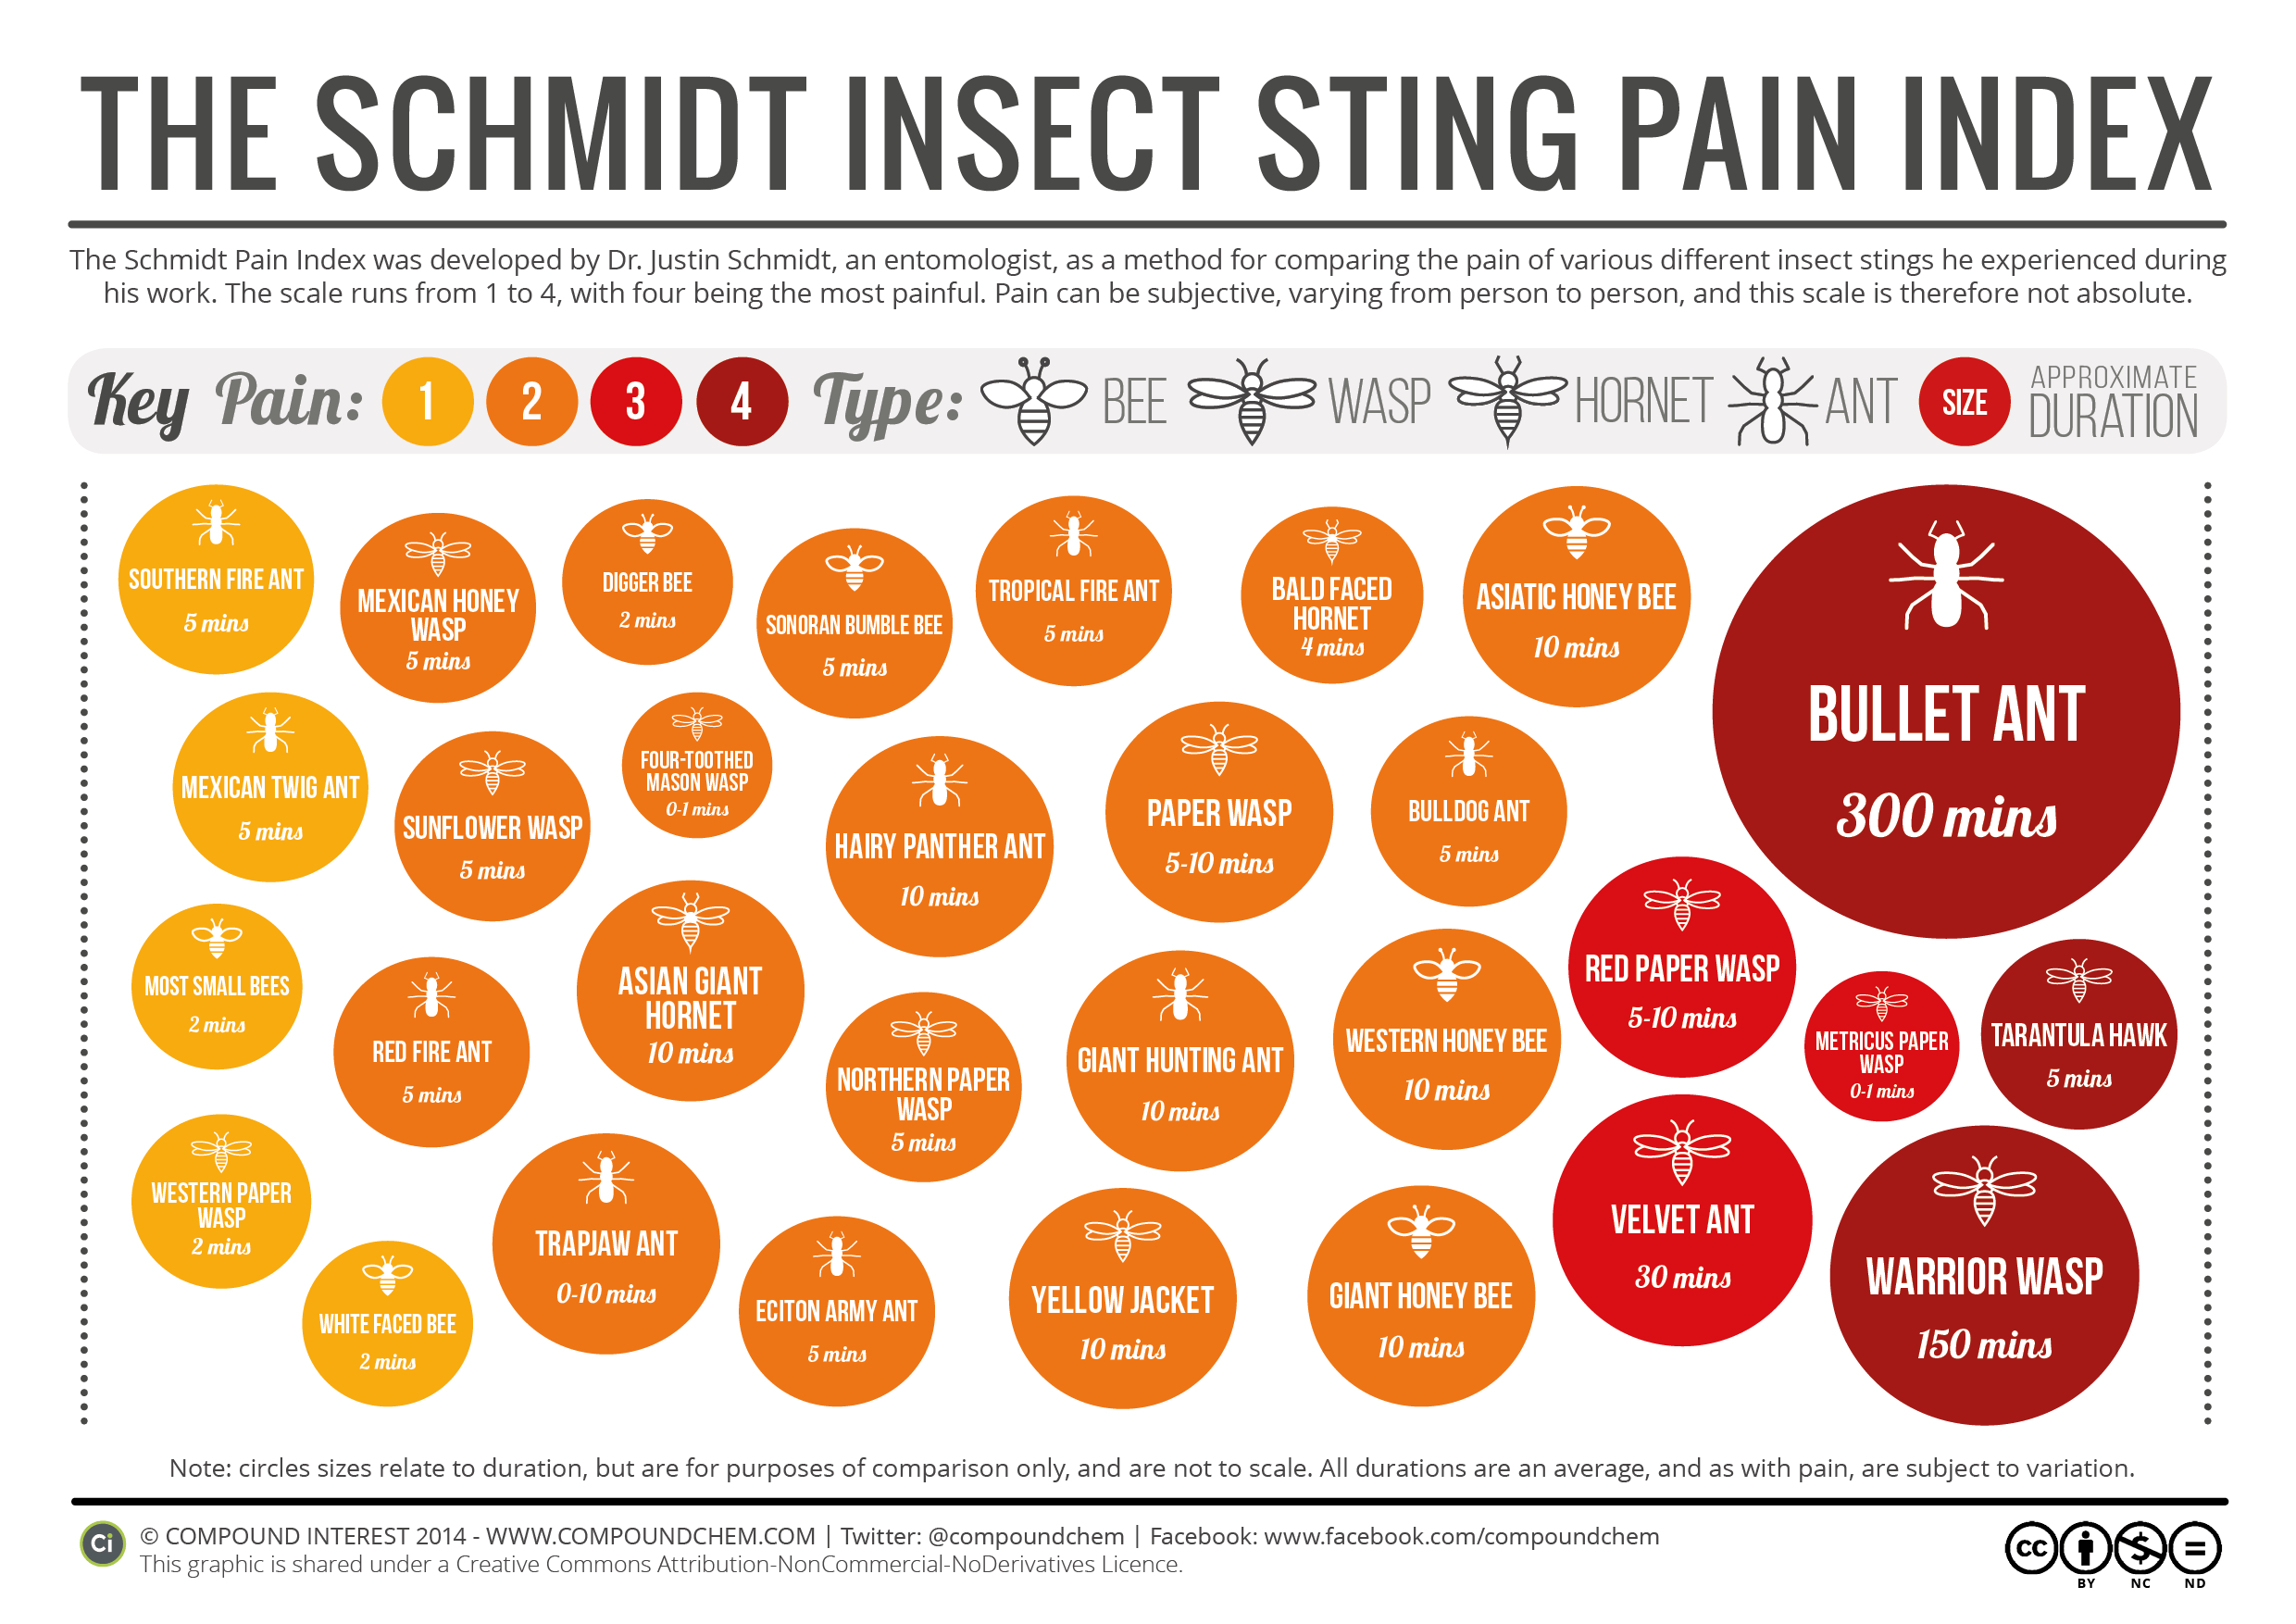 THE SCHMIDT INSECT STING PAIN INDEX
The Schmidt Pain Index was developed by Dr. Justin Schmidt, an entomologist, as a method for comparing the pain of various different insect stings he experienced during
his work. The scale runs from 1 to 4, with four being the most painful. Pain can be subjective, varying from person to person, and this scale is therefore not absolute.
Key Pain: 1 2 3 4 Type: BEE WASP HORNET ANT SIZE APPROXIMATE
DURATION
SOUTHERN FIRE ANT
5 mins
MEXICAN HONEY
WASP
5 mins
DIGGER BEE
2 mins
SONORAN BUMBLE BEE
5 mins
TROPICAL FIRE ANT
5 mins
BALD FACED
HORNET
4 mins
ASIATIC HONEY BEE
10 mins
BULLET ANT
300 mins
MEXICAN TWIG ANT
5 mins
SUNFLOWER WASP
5 mins
FOUR-TOOTHED
MASON WASP
0-1 mins
HAIRY PANTHER ANT
10 mins
PAPER WASP
5-10 mins
BULLDOG ANT
5 mins
MOST SMALL BEES
2 mins
RED FIRE ANT
5 mins
ASIAN GIANT
HORNET
10 mins
NORTHERN PAPER
WASP
5 mins
GIANT HUNTING ANT
10 mins
WESTERN HONEY BEE
10 mins
RED PAPER WASP
5-10 mins
METRICUS PAPER
WASP
0-1 mins
TARANTULA HAWK
5 mins
WESTERN PAPER
WASP
2 mins
WHITE FACED BEE
2 mins
TRAPJAW ANT
0-10 mins
ECITON ARMY ANT
5 mins
YELLOW JACKET
10 mins
GIANT HONEY BEE
10 mins
VELVET ANT
30 mins
WARRIOR WASP
150 mins
Note: circles sizes relate to duration, but are for purposes of comparison only, and are not to scale. All durations are an average, and as with pain, are subject to variation.
Ci © COMPOUND INTEREST 2014 - WWW.COMPOUNDCHEM.COM | Twitter: @compoundchem | Facebook: www.facebook.com/compoundchem
This graphic is shared under a Creative Commons Attribution-NonCommercial-NoDerivatives Licence.
CC $ =
BY NC ND